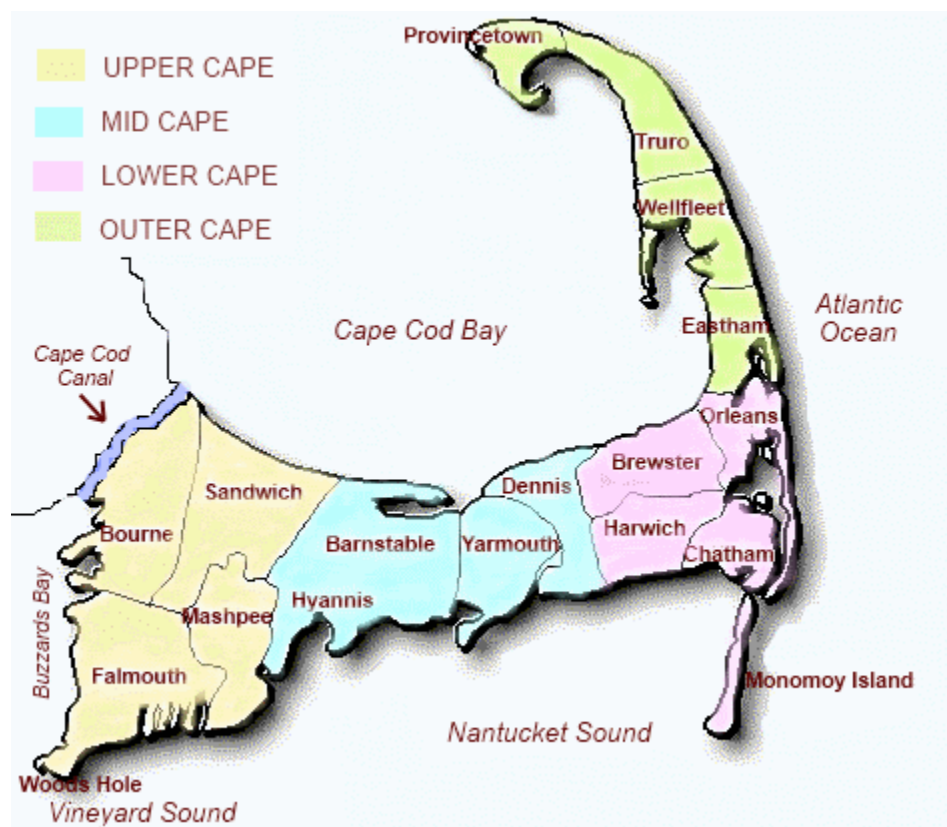 Provincetown
UPPER CAPE
MID CAPE
LOWER CAPE
OUTER CAPE
Truro
Wellfleet
Atlantic
Ocean
Eastham
Cape Cod Bay
Cape Cod
Canal
Orleans
Brewster
Dennis
Sandwich
Harwich
Bourne
Barnstable
Yarmouth
Chatham
Hyannis
Mashpee
Buzzards Bay
Falmouth
Monomoy Island
Nantucket Sound
Woods Hole
Vineyard Sound